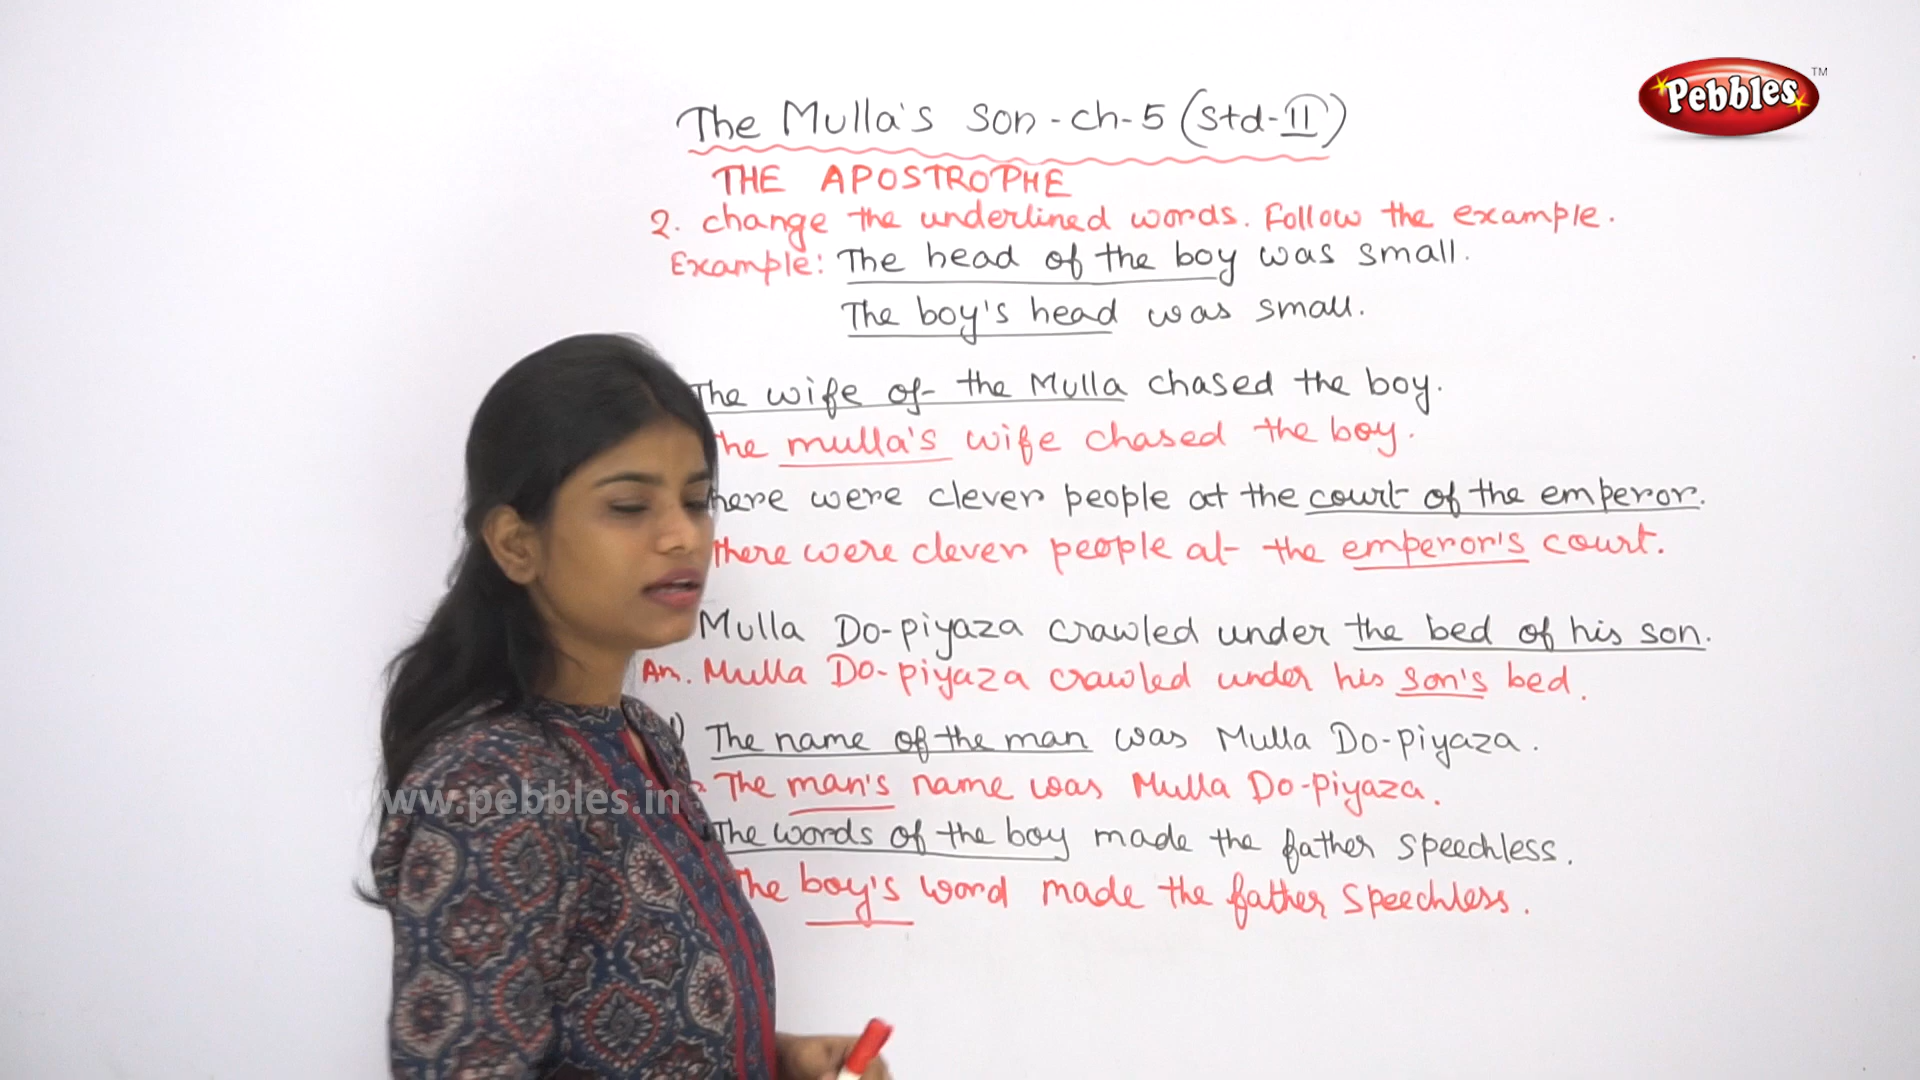 Pebbles TM
The Mulla's Son - ch - 5 (Std - II)
THE APOSTROPHE
2. change the underlined words. Follow the example.
Example: The head of the boy was small.
The boy's head was small.
The wife of the Mulla chased the boy.
The mulla's wife chased the boy.
here were clever people at the court of the emperor.
there were clever people at the emperor's court.
Mulla Do-piyaza crawled under the bed of his son.
An. Mulla Do-piyaza crawled under his son's bed.
The name of the man was Mulla Do-piyaza.
The man's name was Mulla Do-piyaza.
www.pebbles.in
The words of the boy made the father speechless.
The boy's word made the father speechless.